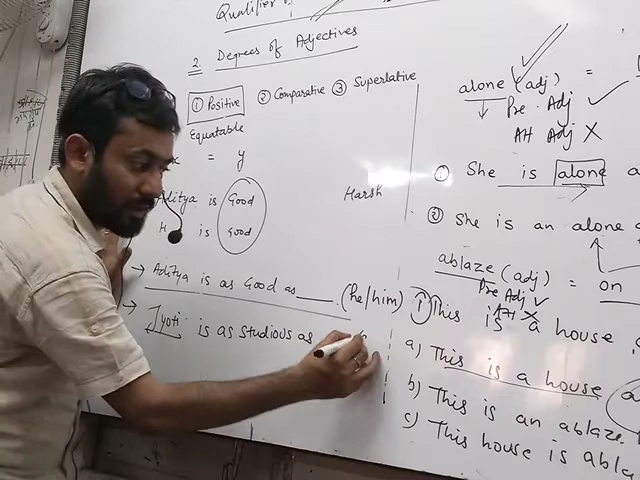 Qualifier
2 Degrees of Adjectives
① Positive ② Comparative ③ Superlative
Equatable
x = y
Aditya is Good
H is Good
Harsh
→ Aditya is as Good as ____ (he/him)
→ Jyoti is as studious as
alone (adj) =
Pre. Adj ✓
Att Adj X
① She is alone
② She is an alone
ablaze (adj) = on
Pre Adj ✓
Att X
① This is a house
a) This is a house
b) This is an ablaze
c) This house is abla